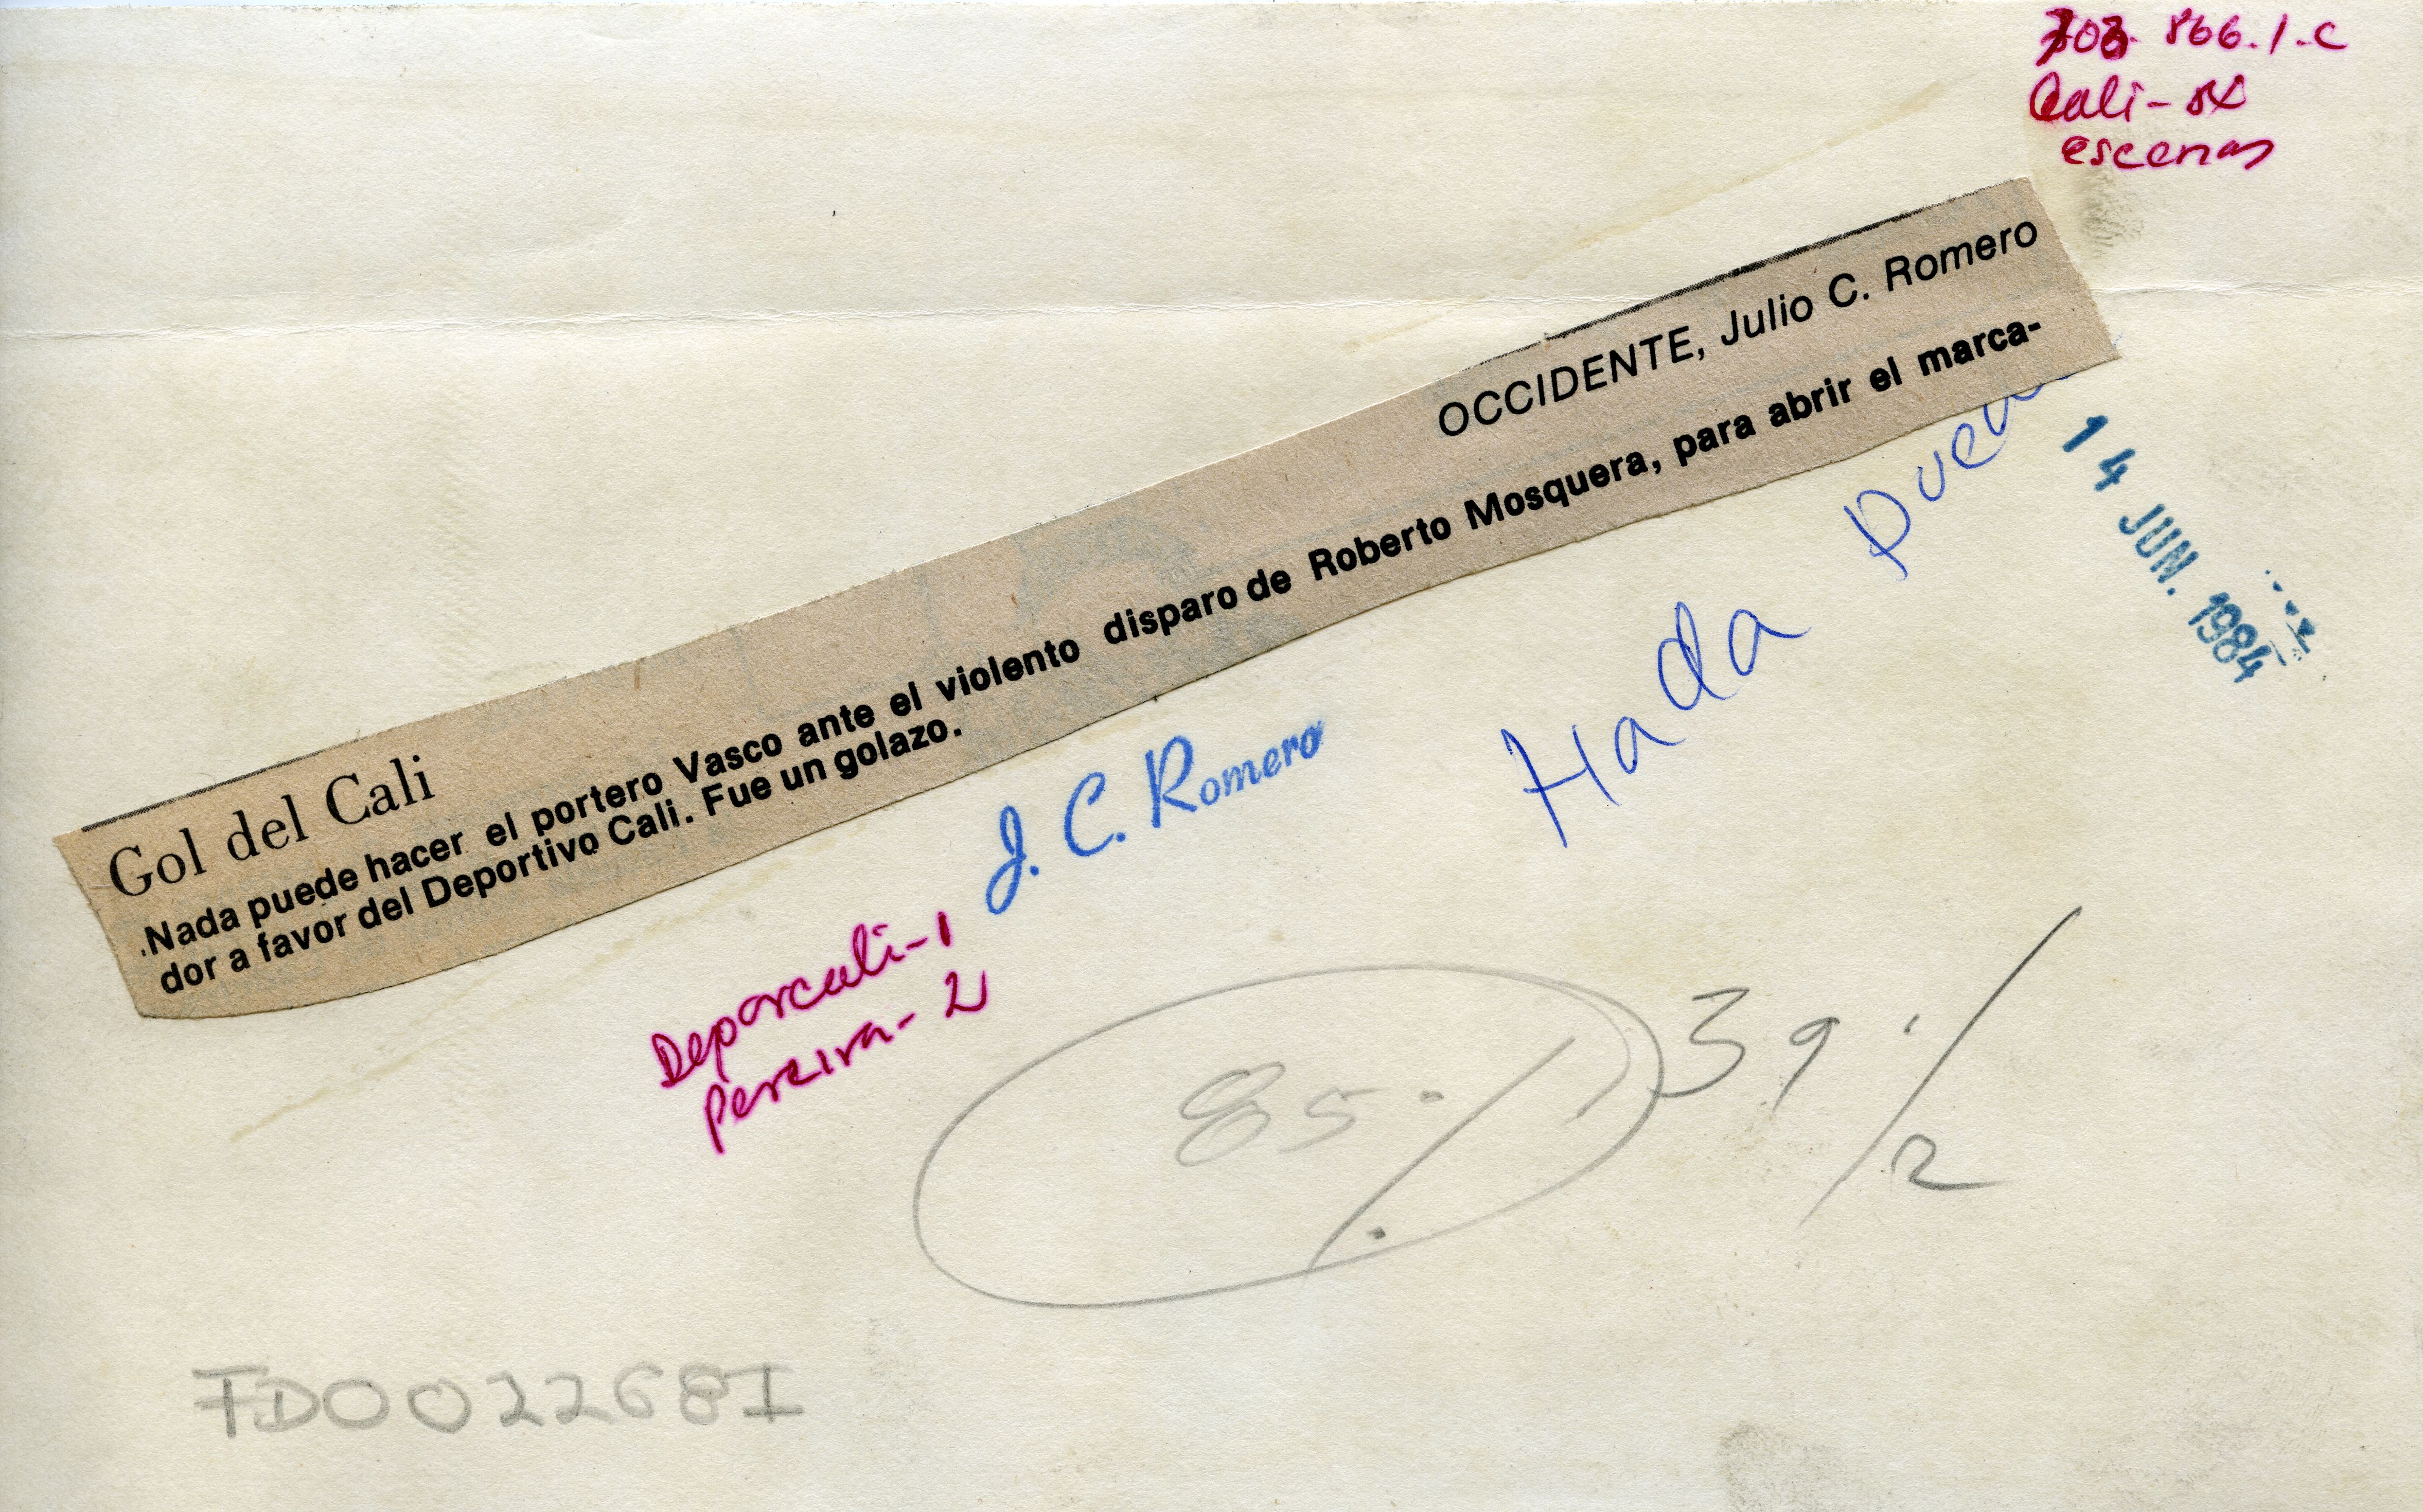 866.1-C
Cali-
escenas
OCCIDENTE, Julio C. Romero
Gol del Cali
Nada puede hacer el portero Vasco ante el violento disparo de Roberto Mosquera, para abrir el marca-
dor a favor del Deportivo Cali. Fue un golazo.
Nada
14 JUN. 1984
J. C. Romero
Deporcali-1
Pereira-2
85%
39
2
FD0022681